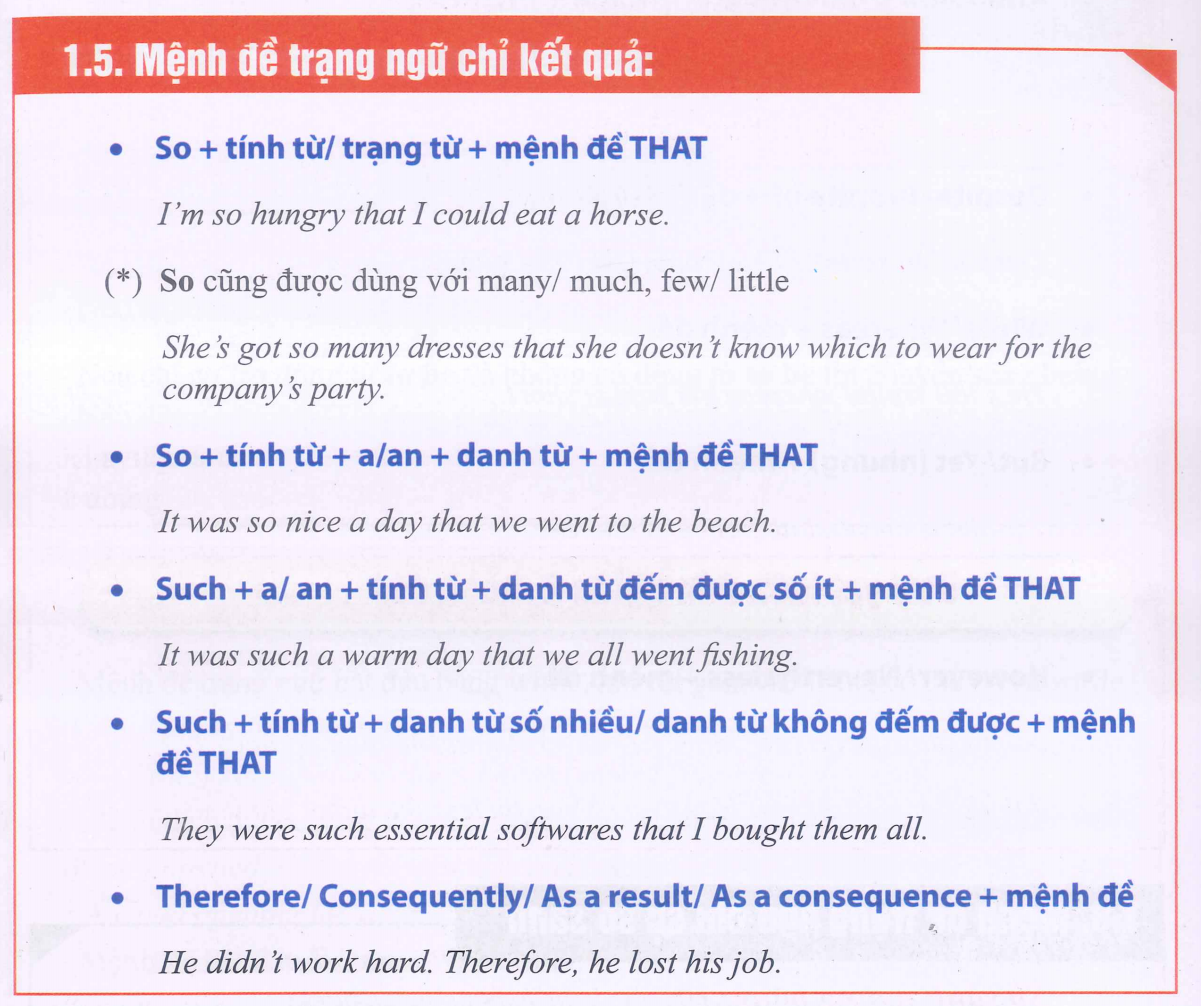 1.5. Mệnh đề trạng ngữ chỉ kết quả:
• So + tính từ/ trạng từ + mệnh đề THAT
I'm so hungry that I could eat a horse.
(*) So cũng được dùng với many/ much, few/ little
She's got so many dresses that she doesn't know which to wear for the
company's party.
• So + tính từ + a/an + danh từ + mệnh đề THAT
It was so nice a day that we went to the beach.
• Such + a/ an + tính từ + danh từ đếm được số ít + mệnh đề THAT
It was such a warm day that we all went fishing.
• Such + tính từ + danh từ số nhiều/ danh từ không đếm được + mệnh
đề THAT
They were such essential softwares that I bought them all.
• Therefore/ Consequently/ As a result/ As a consequence + mệnh đề
He didn't work hard. Therefore, he lost his job.